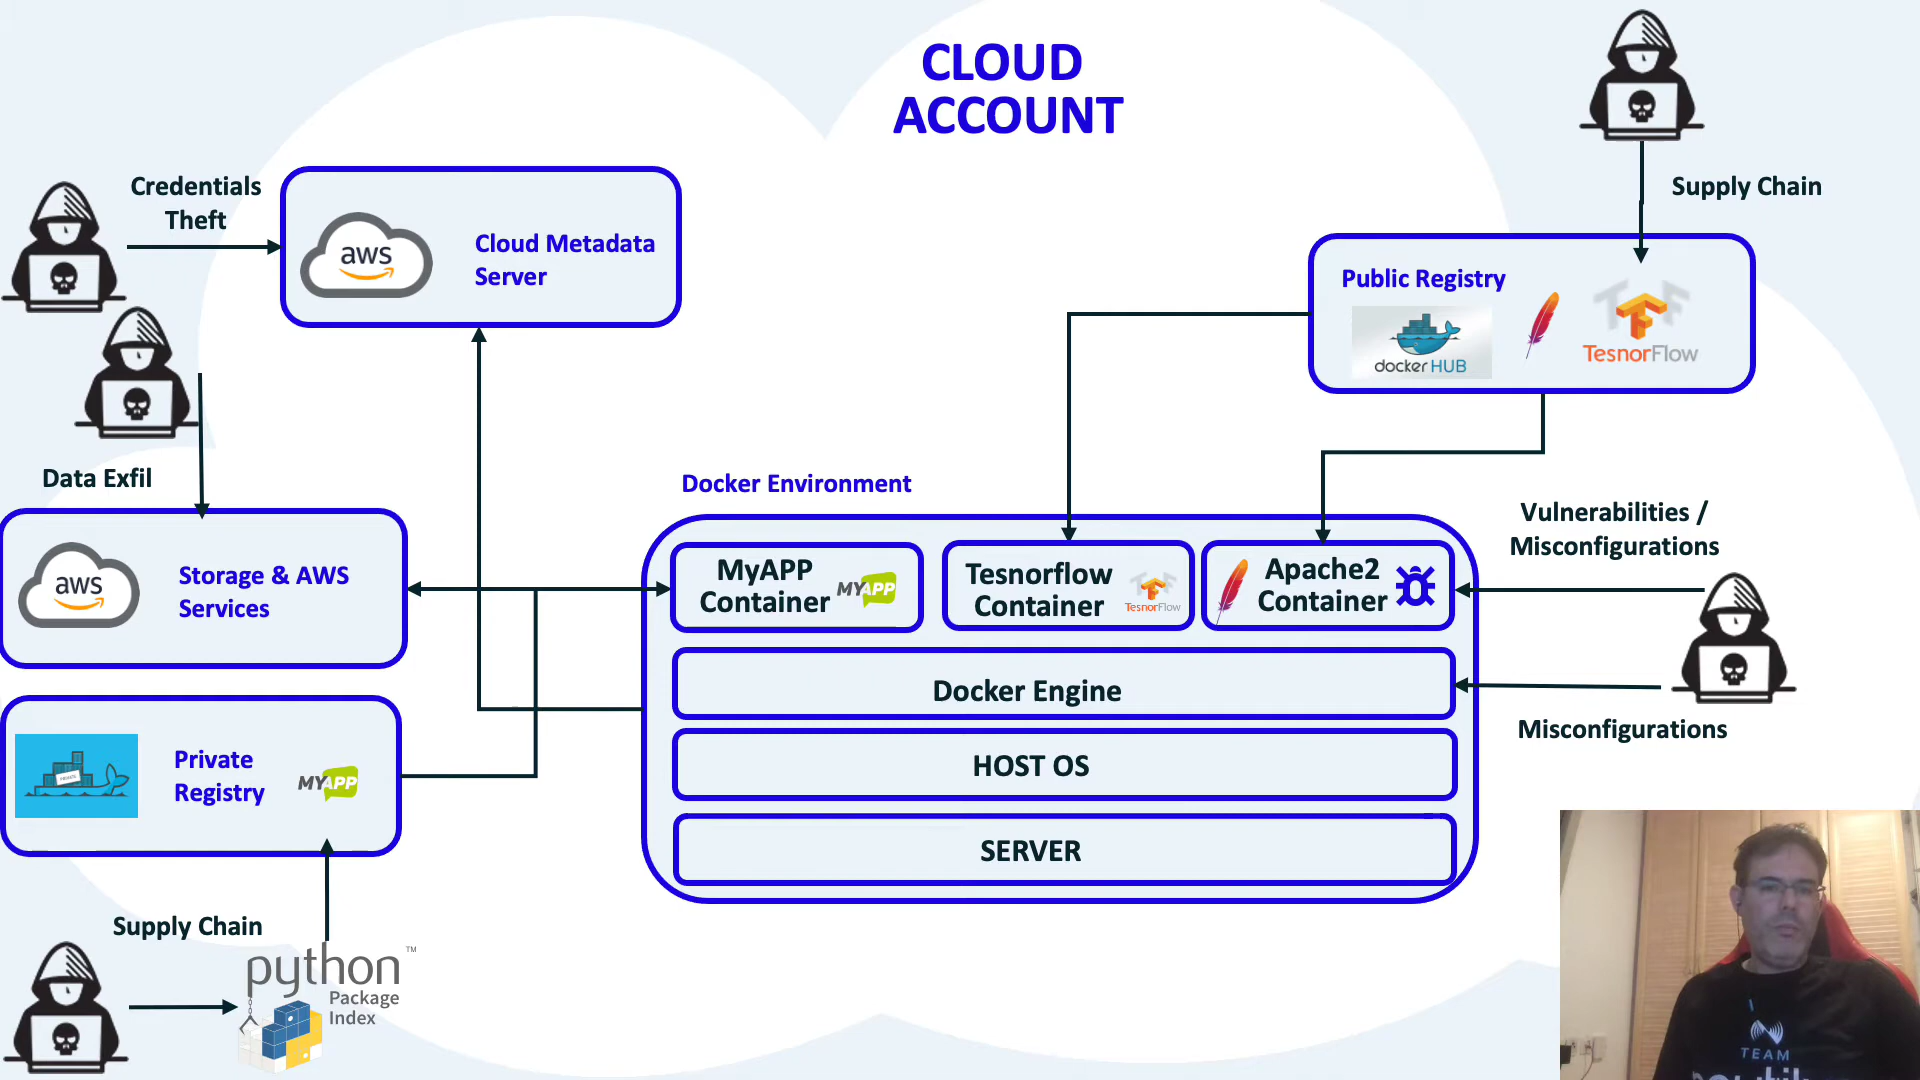 CLOUD
ACCOUNT
Credentials
Theft
aws
Cloud Metadata
Server
Supply Chain
Public Registry
docker HUB
TesnorFlow
Data Exfil
aws
Storage & AWS
Services
Docker Environment
MyAPP
Container
MYAPP
Tesnorflow
Container
TesnorFlow
Apache2
Container
Vulnerabilities /
Misconfigurations
Docker Engine
Misconfigurations
HOST OS
SERVER
PRIVATE
Private
Registry
MYAPP
Supply Chain
python
TM
Package
Index
TEAM